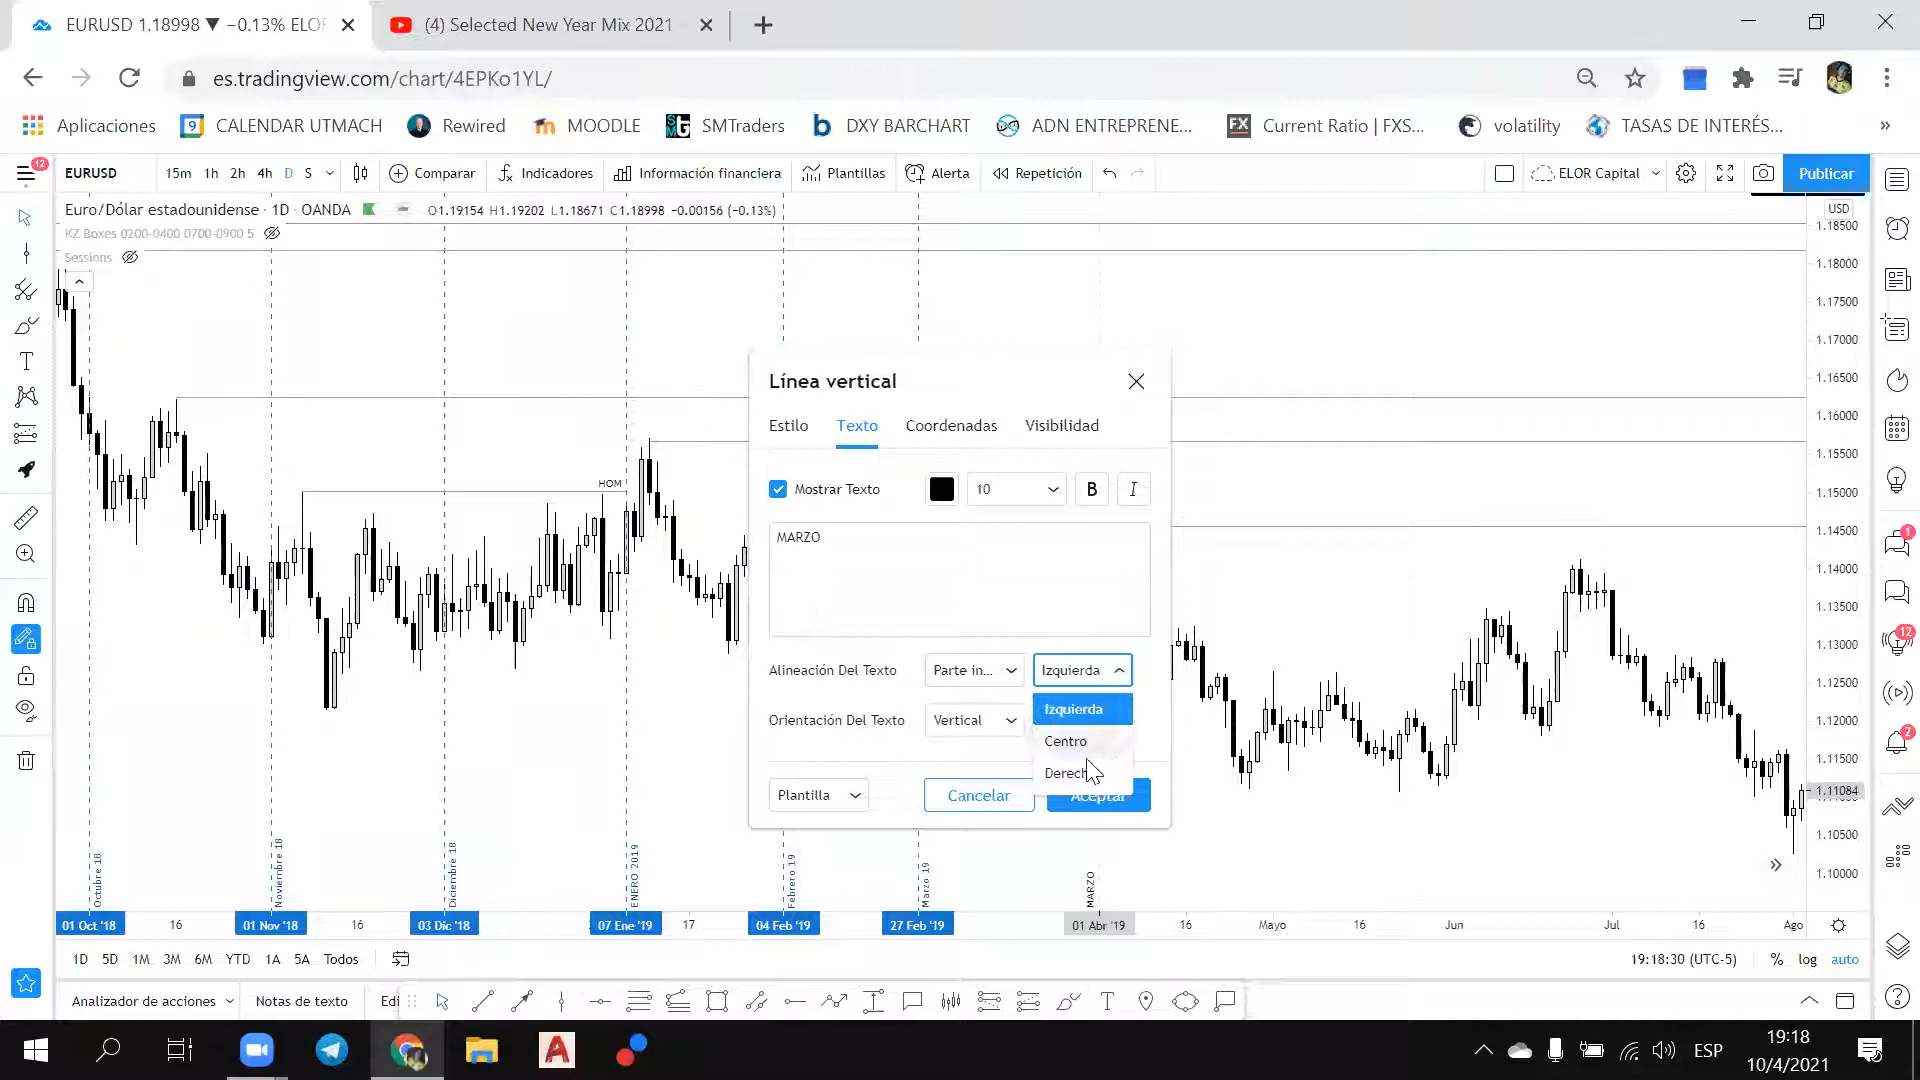 EURUSD 1.18998 ▼ −0.13% ELOR
(4) Selected New Year Mix 2021
es.tradingview.com/chart/4EPKo1YL/
Aplicaciones
CALENDAR UTMACH
Rewired
MOODLE
SMTraders
DXY BARCHART
ADN ENTREPRENE...
Current Ratio | FXS...
volatility
TASAS DE INTERÉS...
»
12
EURUSD
15m 1h 2h 4h D S
Comparar
Indicadores
Información financiera
Plantillas
Alerta
Repetición
ELOR Capital
Publicar
Euro/Dólar estadounidense · 1D · OANDA
O1.19154 H1.19202 L1.18671 C1.18998 −0.00156 (−0.13%)
KZ Boxes 0200-0400 0700-0900 5
Sessions
USD
1.18500
1.18000
1.17500
1.17000
1.16500
1.16000
1.15500
1.15000
1.14500
1.14000
1.13500
1.13000
1.12500
1.12000
1.11500
1.11084
1.10500
1.10000
HOM
Línea vertical
Estilo Texto Coordenadas Visibilidad
Mostrar Texto
10
B I
MARZO
Alineación Del Texto
Parte in...
Izquierda
Izquierda
Centro
Derech
Orientación Del Texto
Vertical
Plantilla
Cancelar
Aceptar
Octubre 18
Noviembre 18
Diciembre 18
ENERO 2019
Febrero 19
Marzo 19
MARZO
01 Oct '18 16 01 Nov '18 16 03 Dic '18 07 Ene '19 17 04 Feb '19 27 Feb '19 01 Abr '19 16 Mayo 16 Jun Jul 16 Ago
1D 5D 1M 3M 6M YTD 1A 5A Todos
19:18:30 (UTC-5) % log auto
Analizador de acciones
Notas de texto
Edi
1
12
2
ESP
19:18
10/4/2021